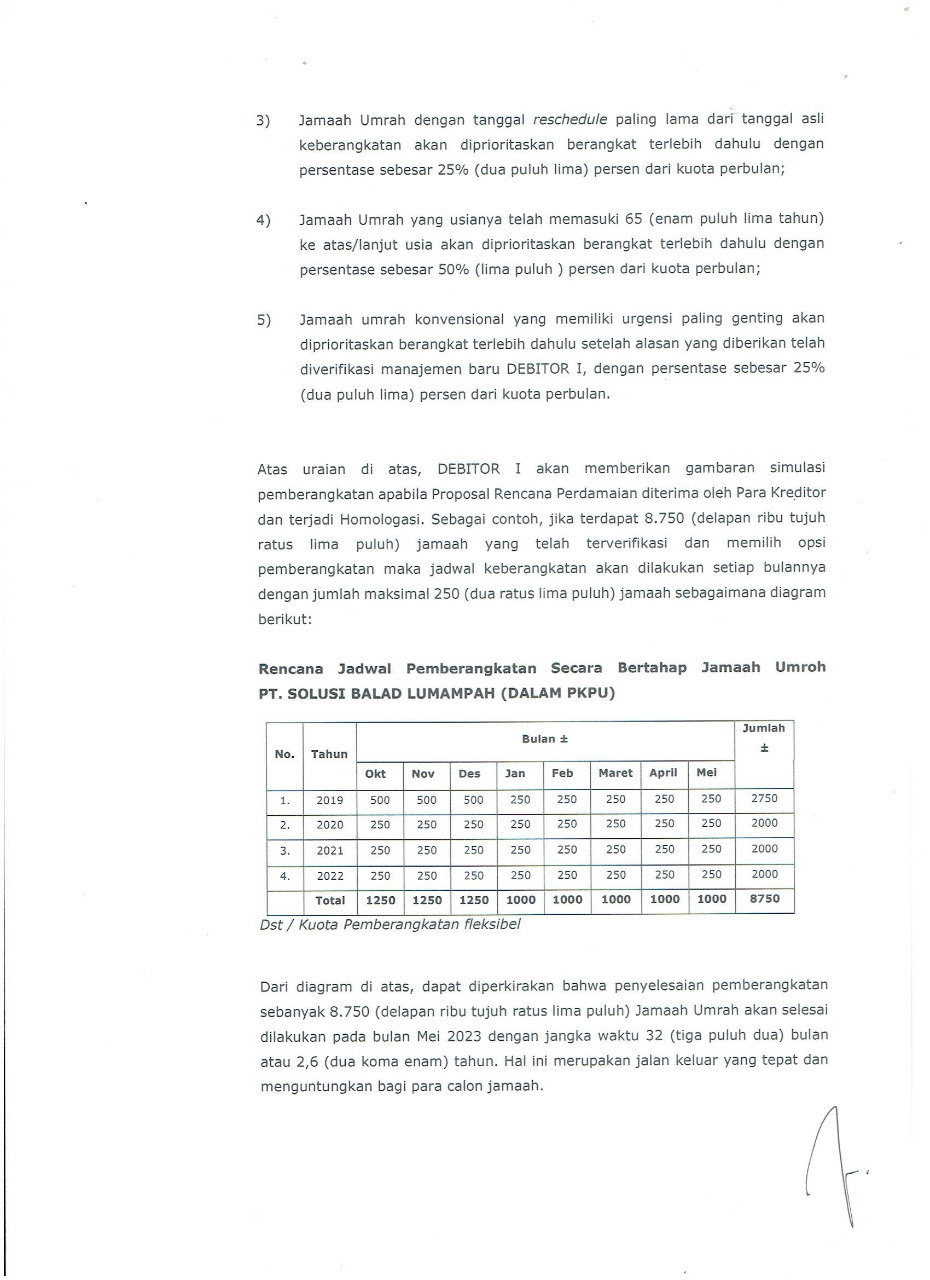 3) Jamaah Umrah dengan tanggal reschedule paling lama dari tanggal asli
keberangkatan akan diprioritaskan berangkat terlebih dahulu dengan
persentase sebesar 25% (dua puluh lima) persen dari kuota perbulan;
4) Jamaah Umrah yang usianya telah memasuki 65 (enam puluh lima tahun)
ke atas/lanjut usia akan diprioritaskan berangkat terlebih dahulu dengan
persentase sebesar 50% (lima puluh ) persen dari kuota perbulan;
5) Jamaah umrah konvensional yang memiliki urgensi paling genting akan
diprioritaskan berangkat terlebih dahulu setelah alasan yang diberikan telah
diverifikasi manajemen baru DEBITOR I, dengan persentase sebesar 25%
(dua puluh lima) persen dari kuota perbulan.
Atas uraian di atas, DEBITOR I akan memberikan gambaran simulasi
pemberangkatan apabila Proposal Rencana Perdamaian diterima oleh Para Kreditor
dan terjadi Homologasi. Sebagai contoh, jika terdapat 8.750 (delapan ribu tujuh
ratus lima puluh) jamaah yang telah terverifikasi dan memilih opsi
pemberangkatan maka jadwal keberangkatan akan dilakukan setiap bulannya
dengan jumlah maksimal 250 (dua ratus lima puluh) jamaah sebagaimana diagram
berikut:
Rencana Jadwal Pemberangkatan Secara Bertahap Jamaah Umroh
PT. SOLUSI BALAD LUMAMPAH (DALAM PKPU)
No. Tahun Bulan ± Jumlah ±
Okt Nov Des Jan Feb Maret April Mei
1. 2019 500 500 500 250 250 250 250 250 2750
2. 2020 250 250 250 250 250 250 250 250 2000
3. 2021 250 250 250 250 250 250 250 250 2000
4. 2022 250 250 250 250 250 250 250 250 2000
Total 1250 1250 1250 1000 1000 1000 1000 1000 8750
Dst / Kuota Pemberangkatan fleksibel
Dari diagram di atas, dapat diperkirakan bahwa penyelesaian pemberangkatan
sebanyak 8.750 (delapan ribu tujuh ratus lima puluh) Jamaah Umrah akan selesai
dilakukan pada bulan Mei 2023 dengan jangka waktu 32 (tiga puluh dua) bulan
atau 2,6 (dua koma enam) tahun. Hal ini merupakan jalan keluar yang tepat dan
menguntungkan bagi para calon jamaah.